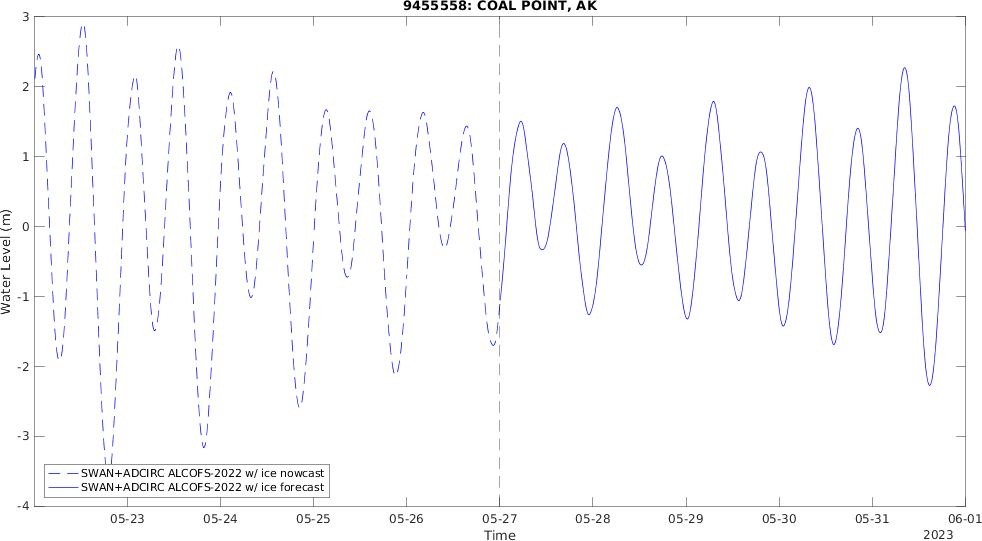 9455558: COAL POINT, AK
Water Level (m)
3
2
1
0
-1
-2
-3
-4
SWAN+ADCIRC ALCOFS-2022 w/ ice nowcast
SWAN+ADCIRC ALCOFS-2022 w/ ice forecast
05-23 05-24 05-25 05-26 05-27 05-28 05-29 05-30 05-31 06-01
Time
2023